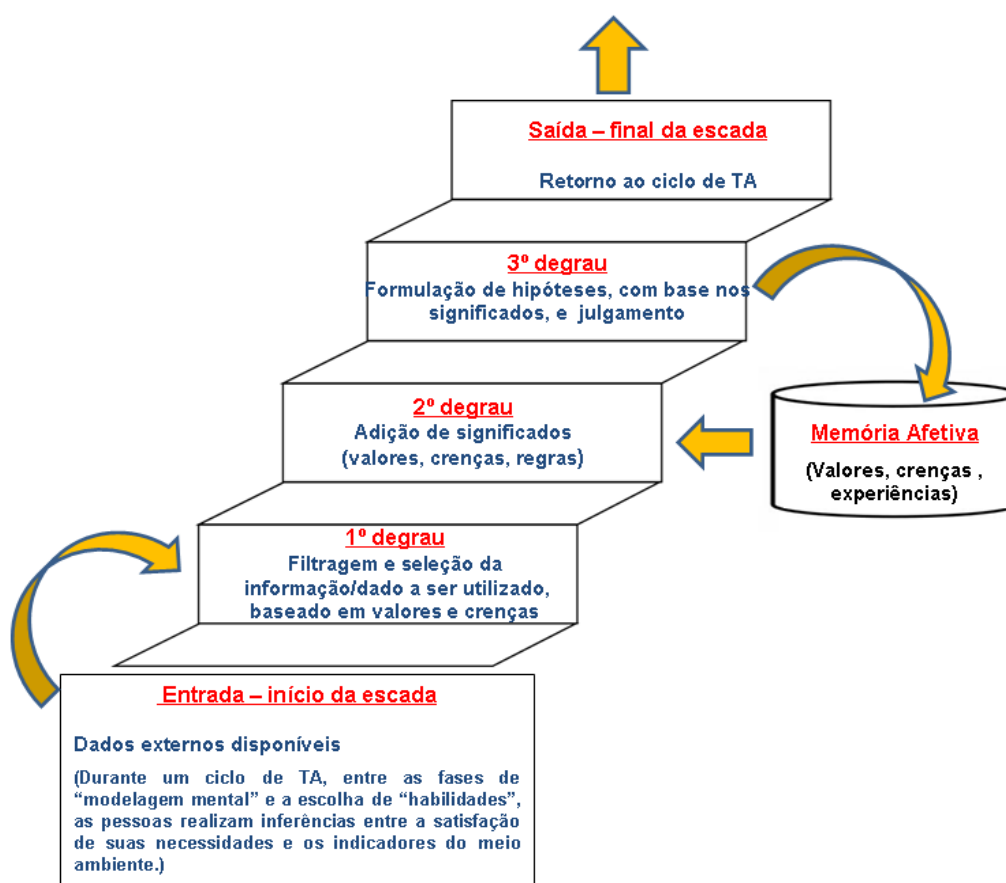 Saída – final da escada
Retorno ao ciclo de TA
3º degrau
Formulação de hipóteses, com base nos
significados, e julgamento
2º degrau
Adição de significados
(valores, crenças, regras)
Memória Afetiva
(Valores, crenças ,
experiências)
1º degrau
Filtragem e seleção da
informação/dado a ser utilizado,
baseado em valores e crenças
Entrada – início da escada
Dados externos disponíveis
(Durante um ciclo de TA, entre as fases de
“modelagem mental” e a escolha de “habilidades”,
as pessoas realizam inferências entre a satisfação
de suas necessidades e os indicadores do meio
ambiente.)